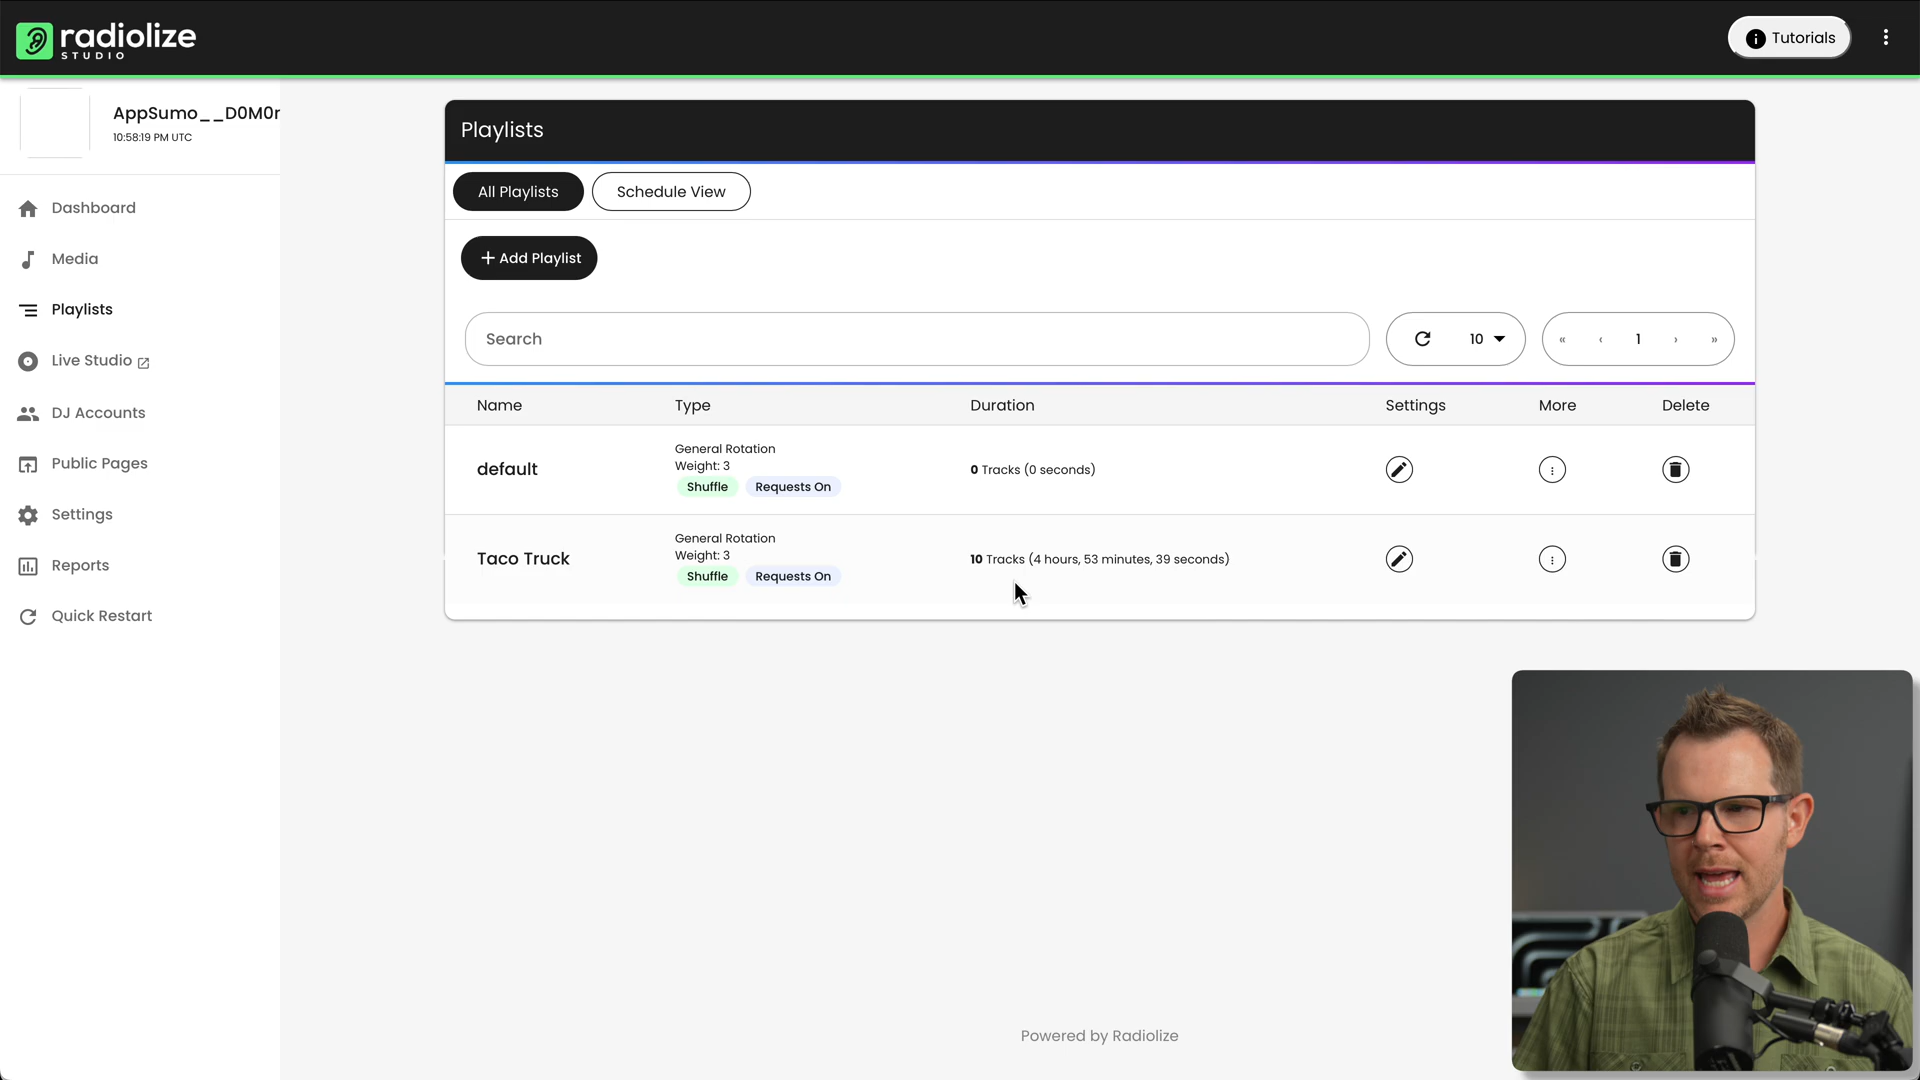 radiolize
STUDIO
Tutorials
AppSumo__D0M0r
10:58:19 PM UTC
Dashboard
Media
Playlists
Live Studio
DJ Accounts
Public Pages
Settings
Reports
Quick Restart
Playlists
All Playlists
Schedule View
+ Add Playlist
Search
10
« ‹ 1 › »
Name Type Duration Settings More Delete
default
General Rotation
Weight: 3
Shuffle Requests On
0 Tracks (0 seconds)
Taco Truck
General Rotation
Weight: 3
Shuffle Requests On
10 Tracks (4 hours, 53 minutes, 39 seconds)
Powered by Radiolize